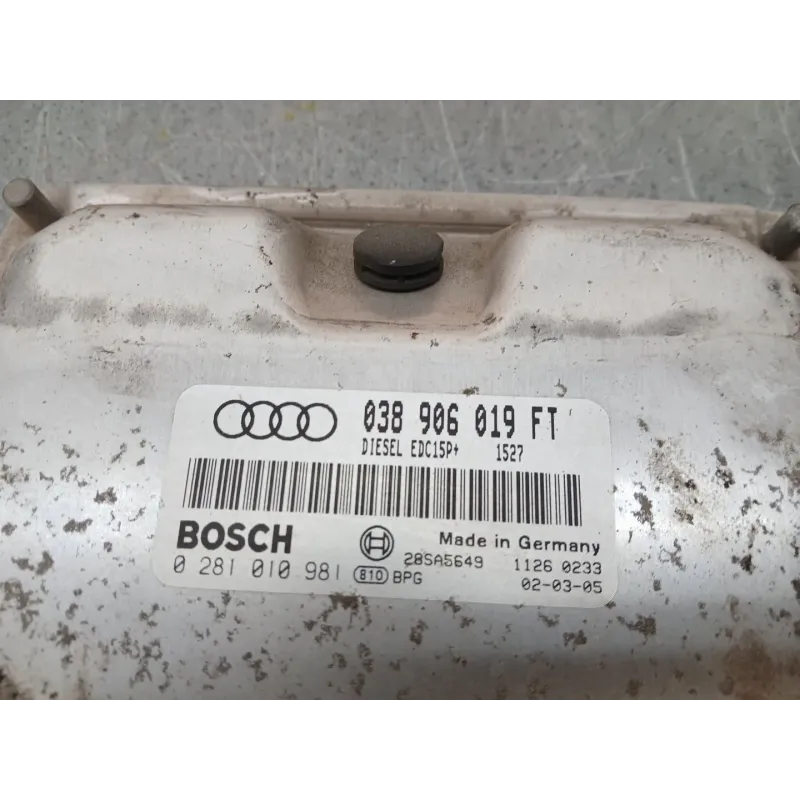 038 906 019 FT
DIESEL EDC15P+ 1527
BOSCH
Made in Germany
0 281 010 981 810 BPG
28SA5649 1126 0233
02-03-05